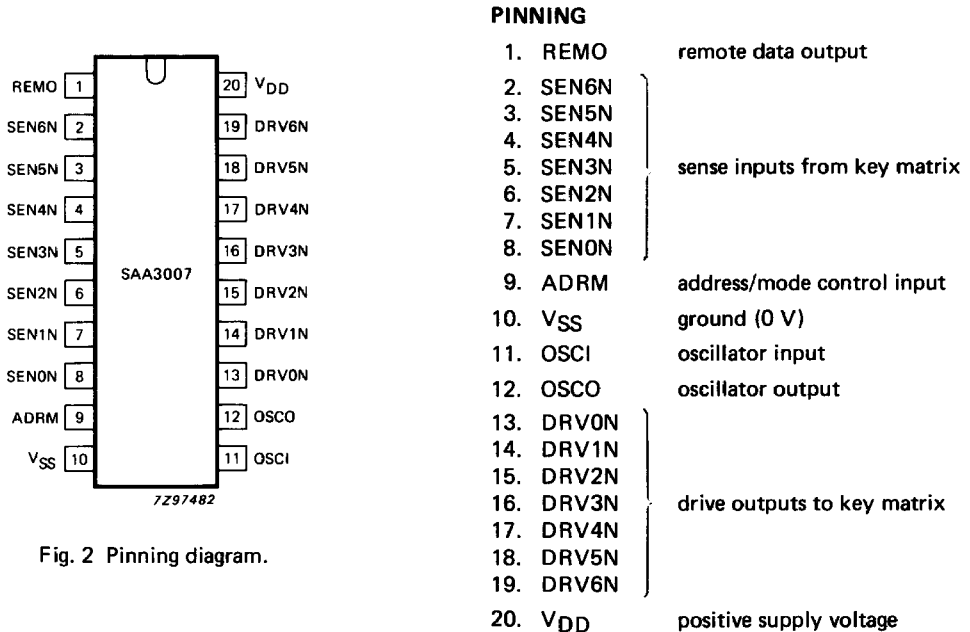 REMO 1
SEN6N 2
SEN5N 3
SEN4N 4
SEN3N 5
SEN2N 6
SEN1N 7
SEN0N 8
ADRM 9
VSS 10
SAA3007
20 VDD
19 DRV6N
18 DRV5N
17 DRV4N
16 DRV3N
15 DRV2N
14 DRV1N
13 DRV0N
12 OSCO
11 OSCI
7Z97482
Fig. 2 Pinning diagram.
PINNING
1. REMO remote data output
2. SEN6N
3. SEN5N
4. SEN4N
5. SEN3N sense inputs from key matrix
6. SEN2N
7. SEN1N
8. SEN0N
9. ADRM address/mode control input
10. VSS ground (0 V)
11. OSCI oscillator input
12. OSCO oscillator output
13. DRV0N
14. DRV1N
15. DRV2N
16. DRV3N drive outputs to key matrix
17. DRV4N
18. DRV5N
19. DRV6N
20. VDD positive supply voltage